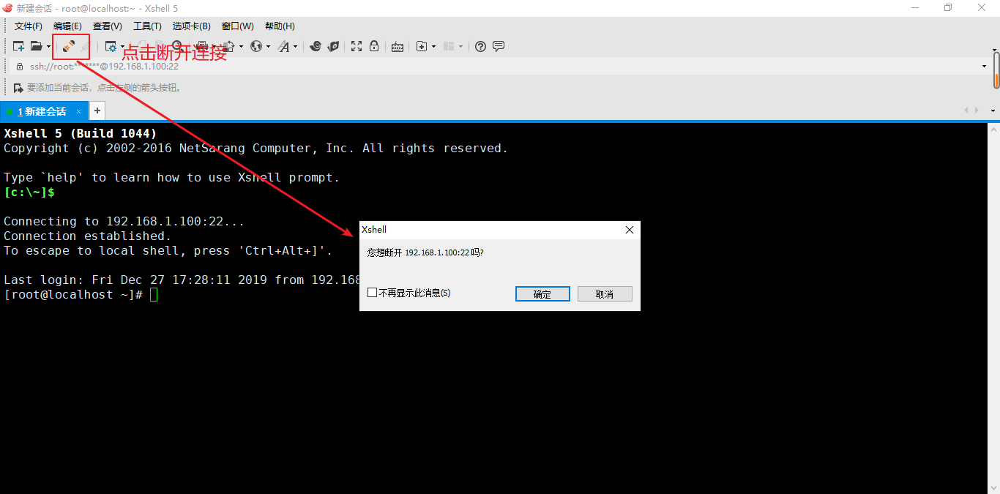 新建会话 - root@localhost:~ - Xshell 5
文件(F) 编辑(E) 查看(V) 工具(T) 选项卡(B) 窗口(W) 帮助(H)
点击断开连接
ssh://root:*******@192.168.1.100:22
要添加当前会话，点击左侧的箭头按钮。
1 新建会话 × +
Xshell 5 (Build 1044)
Copyright (c) 2002-2016 NetSarang Computer, Inc. All rights reserved.
Type `help' to learn how to use Xshell prompt.
[c:\~]$
Connecting to 192.168.1.100:22...
Connection established.
To escape to local shell, press 'Ctrl+Alt+]'.
Last login: Fri Dec 27 17:28:11 2019 from 192.168
[root@localhost ~]#
Xshell
您想断开 192.168.1.100:22 吗?
不再显示此消息(S)
确定 取消